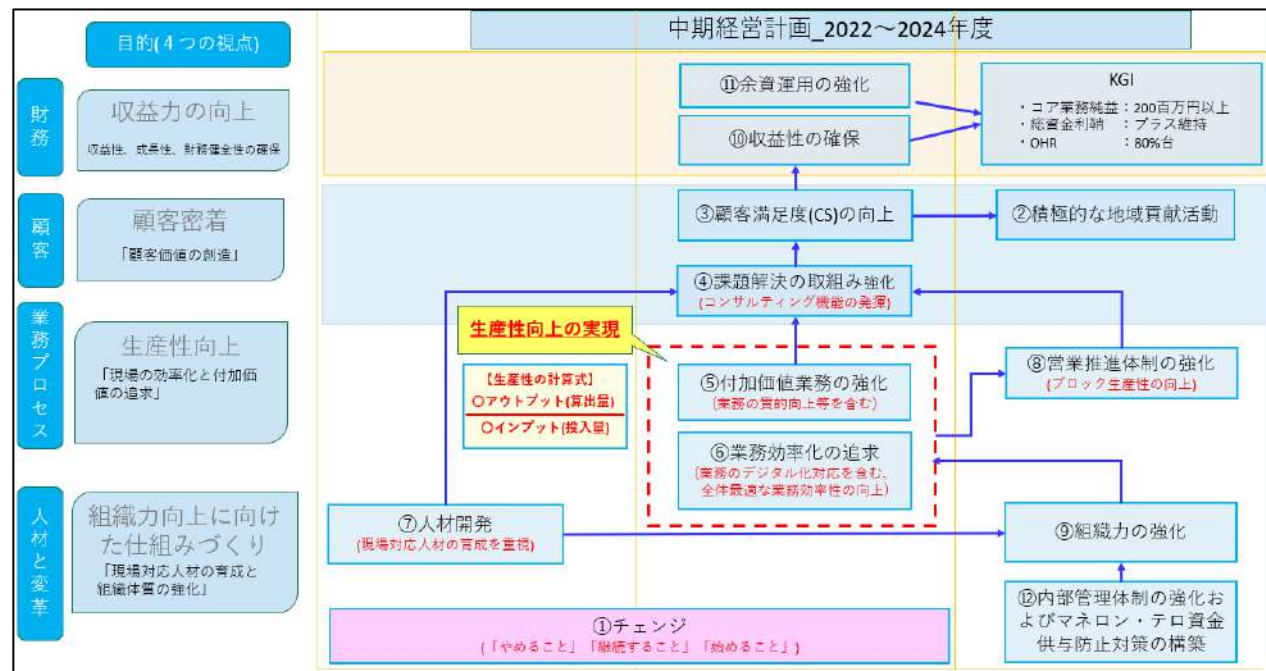 目的(４つの視点)
中期経営計画_2022～2024年度
財務
収益力の向上
収益性、成長性、財務健全性の確保
⑪余資運用の強化
⑩収益性の確保
KGI
・コア業務純益：200百万円以上
・総資金利鞘　：プラス維持
・OHR　　　　：80%台
顧客
顧客密着
「顧客価値の創造」
③顧客満足度(CS)の向上
②積極的な地域貢献活動
④課題解決の取組み強化
(コンサルティング機能の発揮)
業務プロセス
生産性向上
「現場の効率化と付加価
値の追求」
生産性向上の実現
【生産性の計算式】
〇アウトプット(算出量)
〇インプット(投入量)
⑤付加価値業務の強化
(業務の質的向上等を含む)
⑥業務効率化の追求
(業務のデジタル化対応を含む、
全体最適な業務効率性の向上)
⑧営業推進体制の強化
(ブロック生産性の向上)
人材と変革
組織力向上に向け
た仕組みづくり
「現場対応人材の育成と
組織体質の強化」
⑦人材開発
(現場対応人材の育成を重視)
⑨組織力の強化
⑫内部管理体制の強化お
よびマネロン・テロ資金
供与防止対策の構築
①チェンジ
(「やめること」「継続すること」「始めること」)